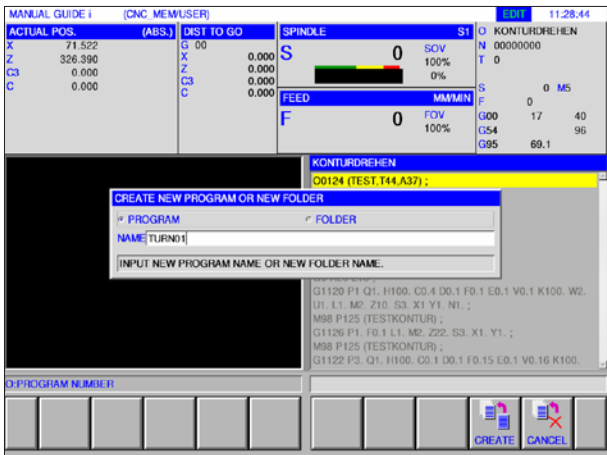 MANUAL GUIDE i (CNC_MEM/USER) EDIT 11:28:44
ACTUAL POS. (ABS.)
X 71.522
Z 326.390
C3 0.000
C 0.000
DIST TO GO
G 00
X 0.000
Z 0.000
C3 0.000
C 0.000
SPINDLE S1
S 0 SOV
100%
0%
FEED MM/MIN
F 0 FOV
100%
O KONTURDREHEN
N 00000000
T 0
S 0 M5
F 0
G00 17 40
G54 96
G95 69.1
KONTURDREHEN
O0124 (TEST,T44,A37) ;
CREATE NEW PROGRAM OR NEW FOLDER
PROGRAM FOLDER
NAME TURN01
INPUT NEW PROGRAM NAME OR NEW FOLDER NAME.
G1120 P1 Q1. H100. C0.4 D0.1 F0.1 E0.1 V0.1 K100. W2.
U1. L1. M2. Z10. S3. X1 Y1. N1. ;
M98 P125 (TESTKONTUR) ;
G1126 P1. F0.1 L1. M2. Z22. S3. X1. Y1. ;
M98 P125 (TESTKONTUR) ;
G1122 P3. Q1. H100. C0.1 D0.1 F0.15 E0.1 V0.16 K100.
O:PROGRAM NUMBER
CREATE CANCEL